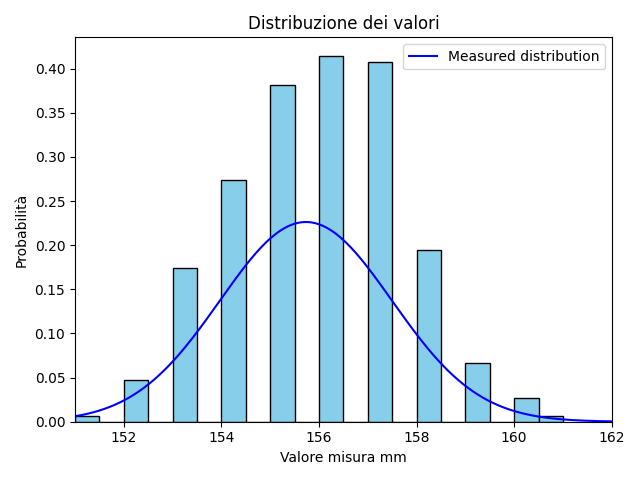 Distribuzione dei valori
Measured distribution
0.40
0.35
0.30
0.25
0.20
0.15
0.10
0.05
0.00
Probabilità
152 154 156 158 160 162
Valore misura mm